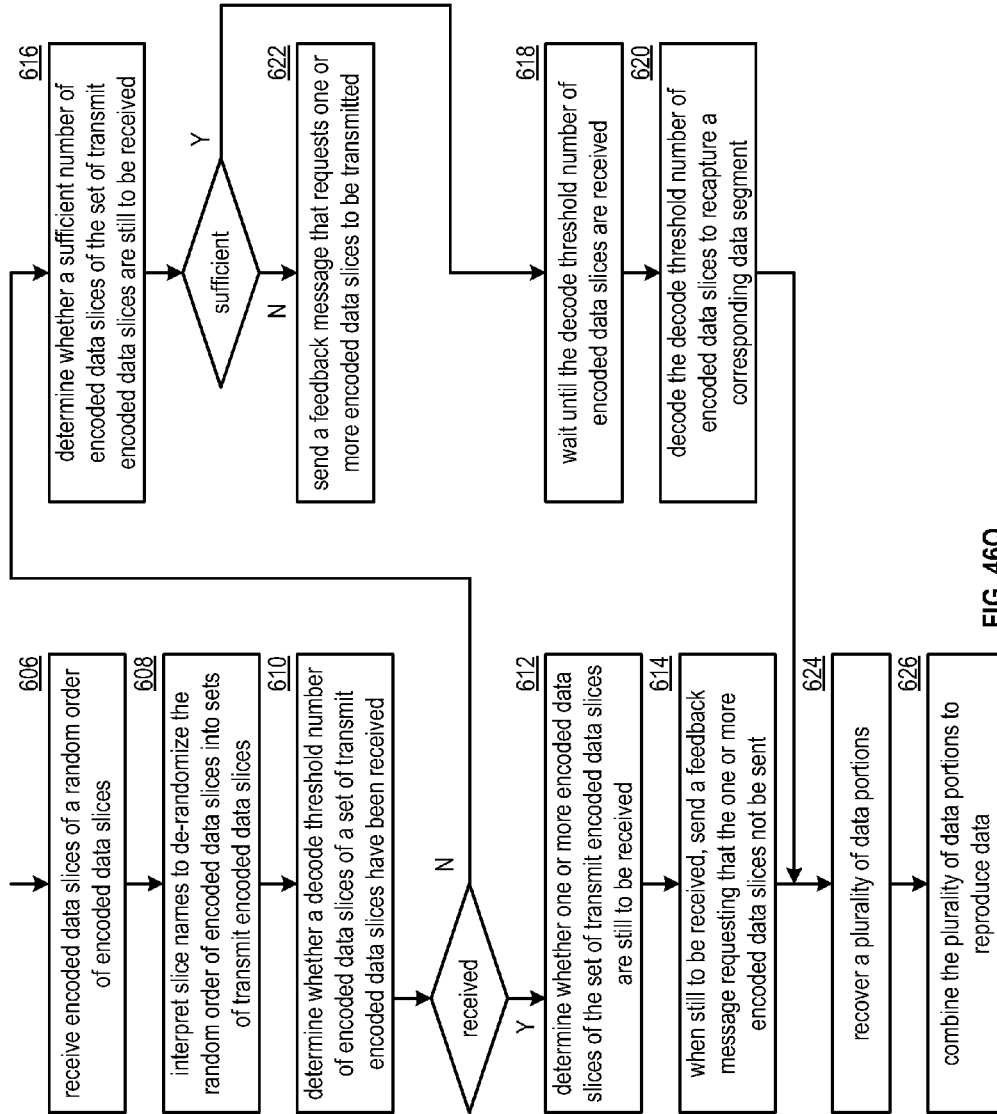 606
receive encoded data slices of a random order
of encoded data slices
608
interpret slice names to de-randomize the
random order of encoded data slices into sets
of transmit encoded data slices
610
determine whether a decode threshold number
of encoded data slices of a set of transmit
encoded data slices have been received
received
N
Y
612
determine whether one or more encoded data
slices of the set of transmit encoded data slices
are still to be received
614
when still to be received, send a feedback
message requesting that the one or more
encoded data slices not be sent
624
recover a plurality of data portions
626
combine the plurality of data portions to
reproduce data
616
determine whether a sufficient number of
encoded data slices of the set of transmit
encoded data slices are still to be received
sufficient
Y
N
622
send a feedback message that requests one or
more encoded data slices to be transmitted
618
wait until the decode threshold number of
encoded data slices are received
620
decode the decode threshold number of
encoded data slices to recapture a
corresponding data segment
FIG.